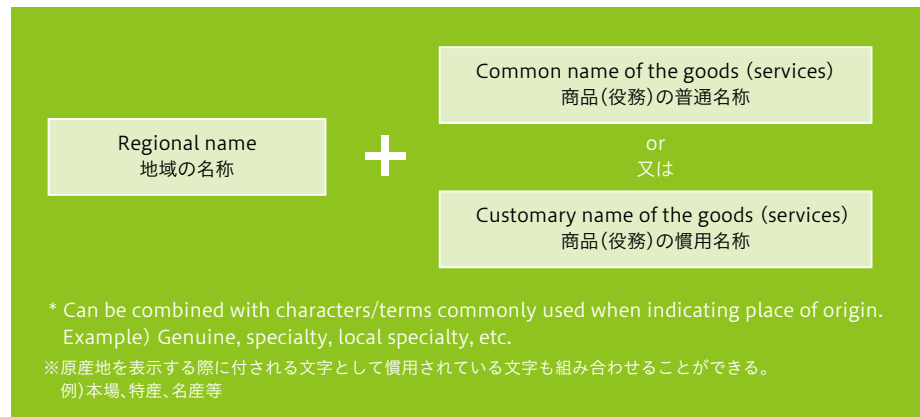 Regional name
地域の名称
Common name of the goods (services)
商品(役務)の普通名称
or
又は
Customary name of the goods (services)
商品(役務)の慣用名称
* Can be combined with characters/terms commonly used when indicating place of origin.
Example) Genuine, specialty, local specialty, etc.
※原産地を表示する際に付される文字として慣用されている文字も組み合わせることができる。
例)本場、特産、名産等